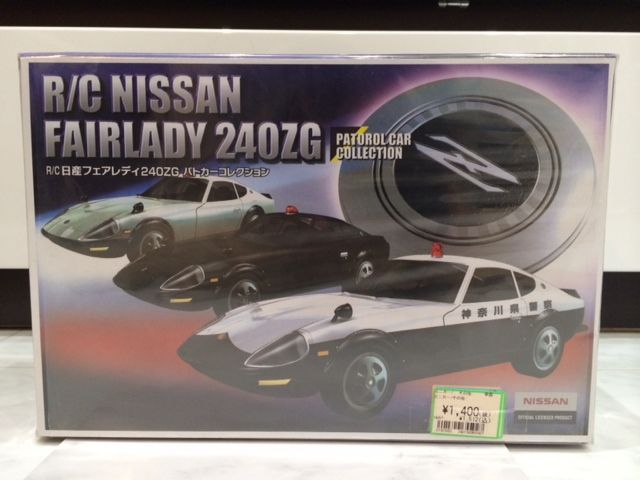 R/C NISSAN
FAIRLADY 240ZG
PATOROL CAR
COLLECTION
R/C 日産フェアレディ240ZG パトカーコレクション
神奈川県警察
¥1,400
NISSAN
OFFICIAL LICENSED PRODUCT